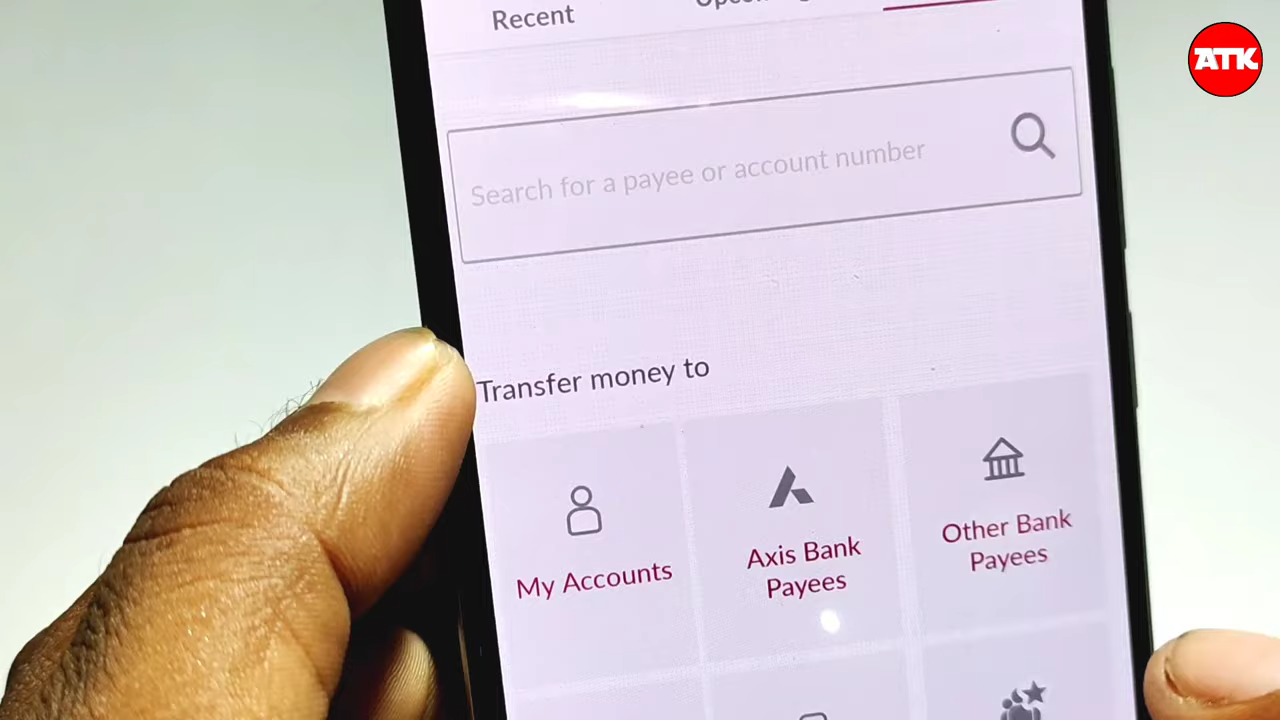 ATK
Recent
Search for a payee or account number
Transfer money to
My Accounts
Axis Bank
Payees
Other Bank
Payees